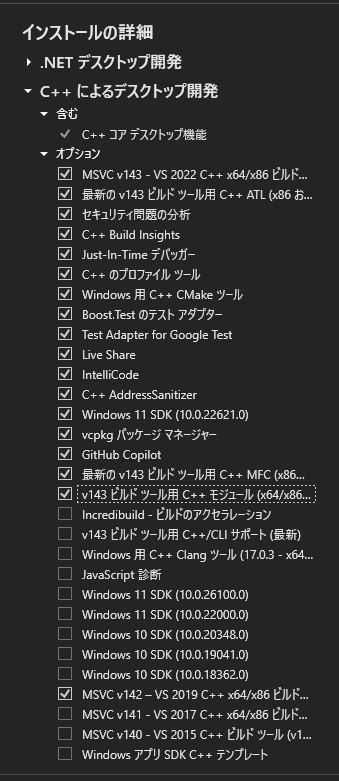 インストールの詳細
.NET デスクトップ開発
C++ によるデスクトップ開発
含む
C++ コア デスクトップ機能
オプション
MSVC v143 - VS 2022 C++ x64/x86 ビルド...
最新の v143 ビルド ツール用 C++ ATL (x86 お...
セキュリティ問題の分析
C++ Build Insights
Just-In-Time デバッガー
C++ のプロファイル ツール
Windows 用 C++ CMake ツール
Boost.Test のテスト アダプター
Test Adapter for Google Test
Live Share
IntelliCode
C++ AddressSanitizer
Windows 11 SDK (10.0.22621.0)
vcpkg パッケージ マネージャー
GitHub Copilot
最新の v143 ビルド ツール用 C++ MFC (x86...
v143 ビルド ツール用 C++ モジュール (x64/x86...
Incredibuild - ビルドのアクセラレーション
v143 ビルド ツール用 C++/CLI サポート (最新)
Windows 用 C++ Clang ツール (17.0.3 - x64...
JavaScript 診断
Windows 11 SDK (10.0.26100.0)
Windows 11 SDK (10.0.22000.0)
Windows 10 SDK (10.0.20348.0)
Windows 10 SDK (10.0.19041.0)
Windows 10 SDK (10.0.18362.0)
MSVC v142 – VS 2019 C++ x64/x86 ビルド...
MSVC v141 - VS 2017 C++ x64/x86 ビルド...
MSVC v140 - VS 2015 C++ ビルド ツール (v1...
Windows アプリ SDK C++ テンプレート